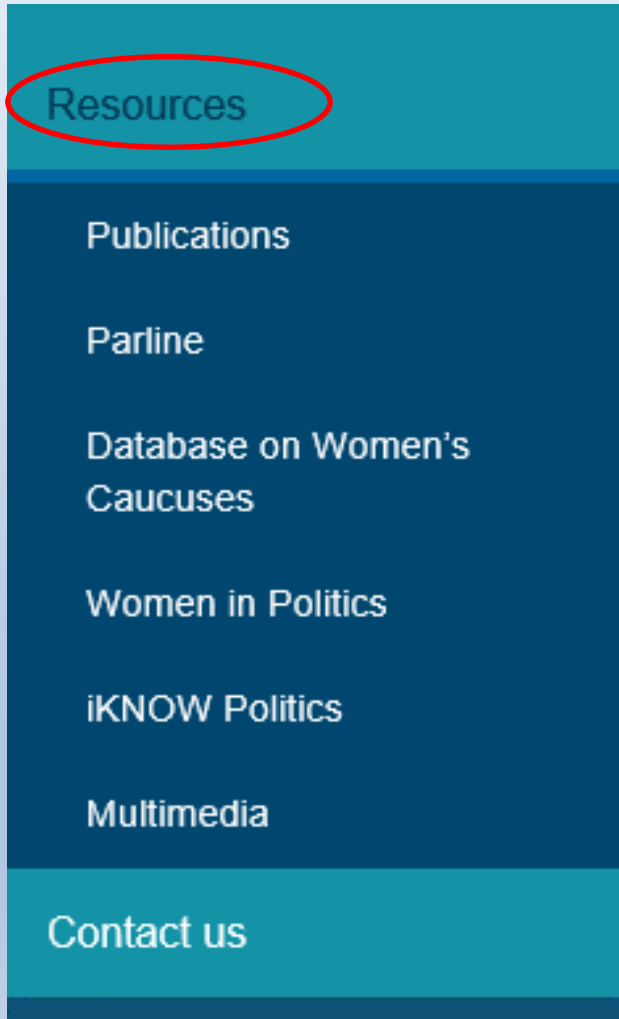 Resources
Publications
Parline
Database on Women’s
Caucuses
Women in Politics
iKNOW Politics
Multimedia
Contact us